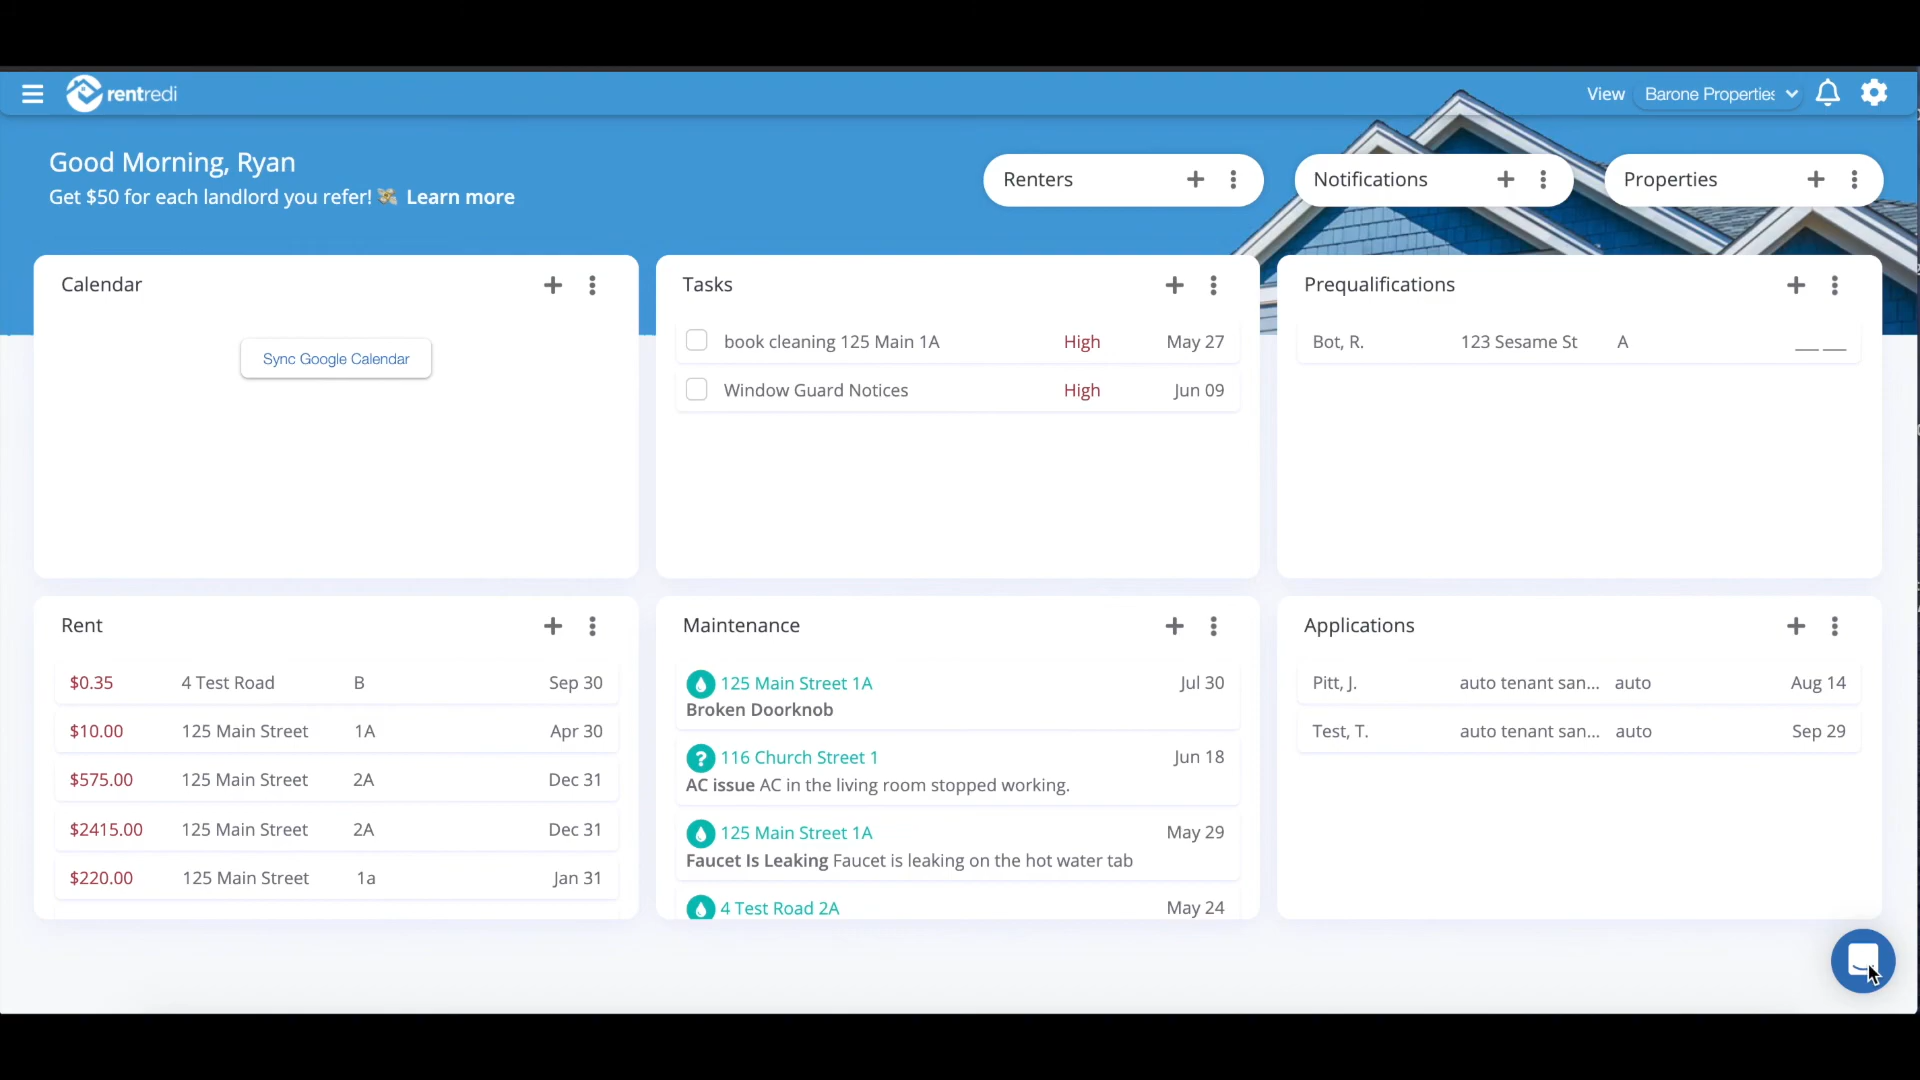 rentredi
View Barone Properties
Good Morning, Ryan
Get $50 for each landlord you refer! 💸 Learn more
Renters
Notifications
Properties
Calendar
Sync Google Calendar
Tasks
book cleaning 125 Main 1A High May 27
Window Guard Notices High Jun 09
Prequalifications
Bot, R. 123 Sesame St A ___ ___
Rent
$0.35 4 Test Road B Sep 30
$10.00 125 Main Street 1A Apr 30
$575.00 125 Main Street 2A Dec 31
$2415.00 125 Main Street 2A Dec 31
$220.00 125 Main Street 1a Jan 31
Maintenance
125 Main Street 1A Jul 30
Broken Doorknob
? 116 Church Street 1 Jun 18
AC issue AC in the living room stopped working.
125 Main Street 1A May 29
Faucet Is Leaking Faucet is leaking on the hot water tab
4 Test Road 2A May 24
Applications
Pitt, J. auto tenant san... auto Aug 14
Test, T. auto tenant san... auto Sep 29